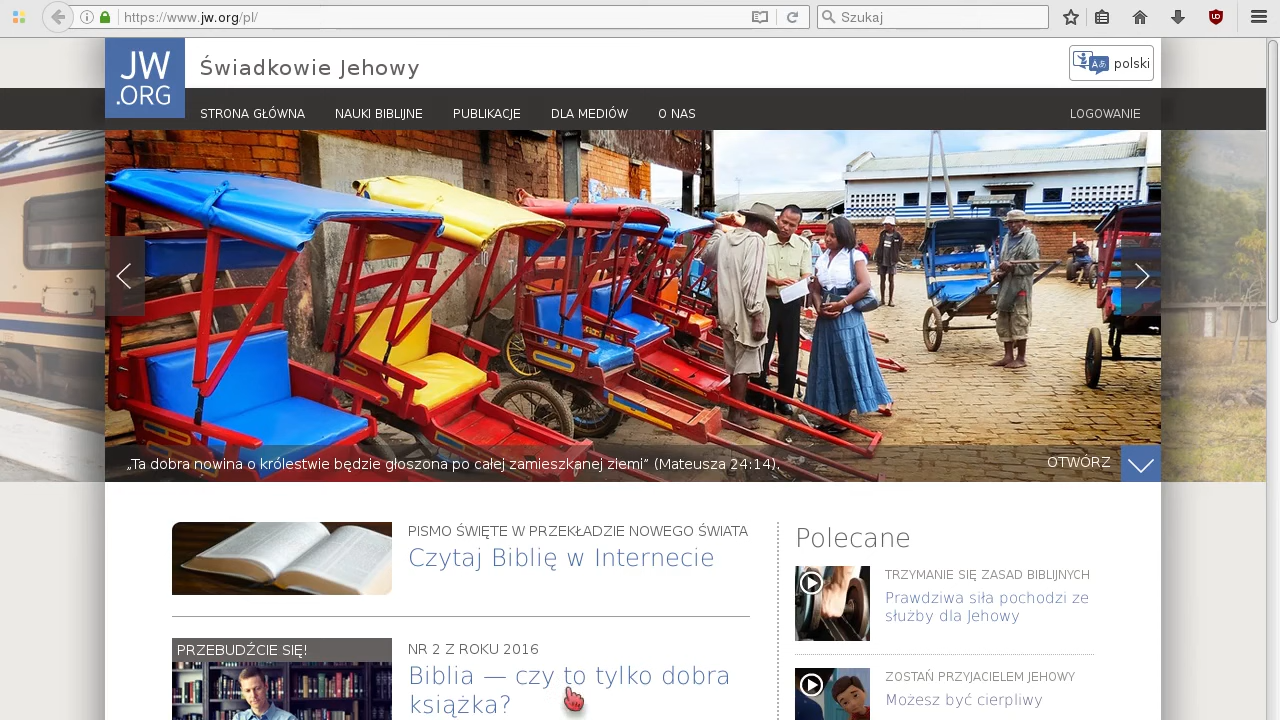 https://www.jw.org/pl/
Szukaj
JW
.ORG
Świadkowie Jehowy
polski
STRONA GŁÓWNA
NAUKI BIBLIJNE
PUBLIKACJE
DLA MEDIÓW
O NAS
LOGOWANIE
„Ta dobra nowina o królestwie będzie głoszona po całej zamieszkanej ziemi” (Mateusza 24:14).
OTWÓRZ
PISMO ŚWIĘTE W PRZEKŁADZIE NOWEGO ŚWIATA
Czytaj Biblię w Internecie
PRZEBUDŹCIE SIĘ!
NR 2 Z ROKU 2016
Biblia — czy to tylko dobra
książka?
Polecane
TRZYMANIE SIĘ ZASAD BIBLIJNYCH
Prawdziwa siła pochodzi ze
służby dla Jehowy
ZOSTAŃ PRZYJACIELEM JEHOWY
Możesz być cierpliwy